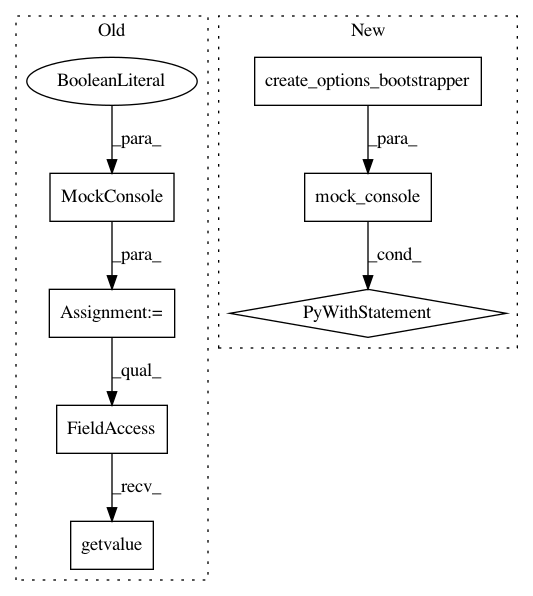 Old
BooleanLiteral
_para_
MockConsole
_para_
Assignment:=
_qual_
FieldAccess
_recv_
getvalue
New
create_options_bootstrapper
_para_
mock_console
_cond_
PyWithStatement